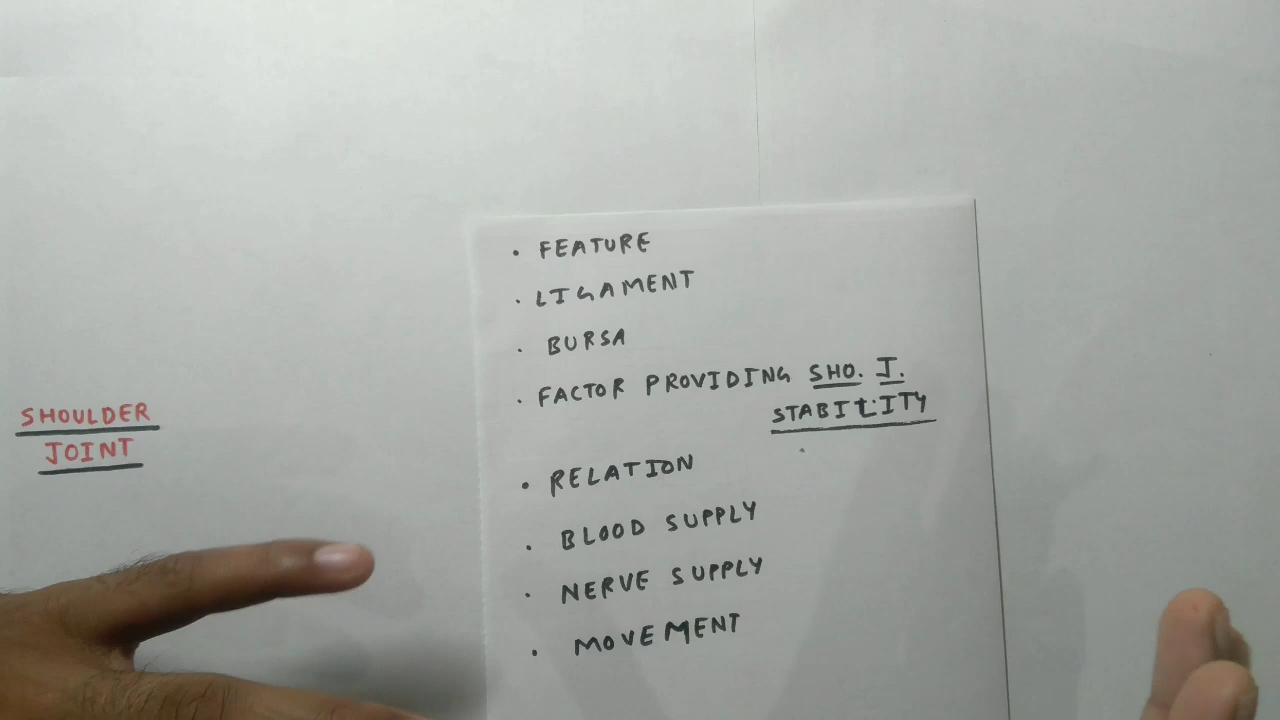 SHOULDER
JOINT
• FEATURE
• LIGAMENT
• BURSA
• FACTOR PROVIDING SHO. J.
STABILITY
• RELATION
• BLOOD SUPPLY
• NERVE SUPPLY
• MOVEMENT